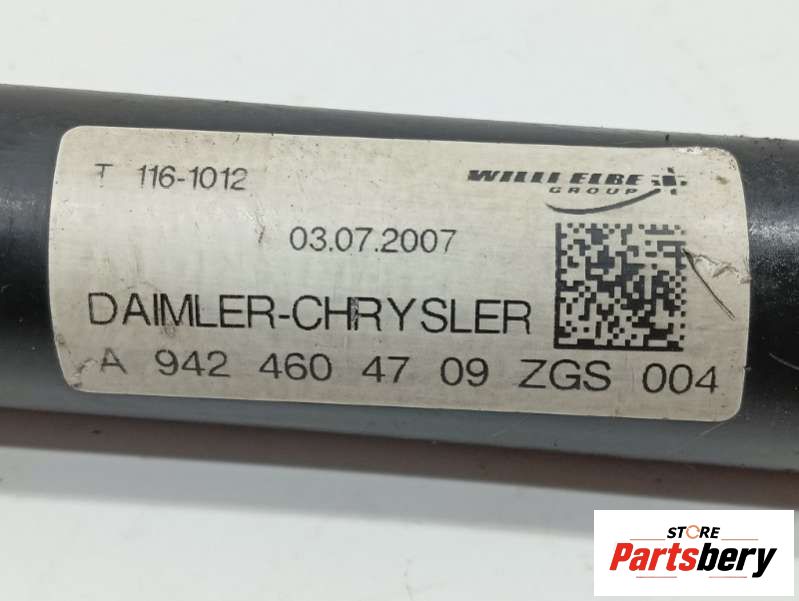 T 116-1012
WILLI ELBE
GROUP
03.07.2007
DAIMLER-CHRYSLER
A 942 460 47 09 ZGS 004
STORE
Partsbery